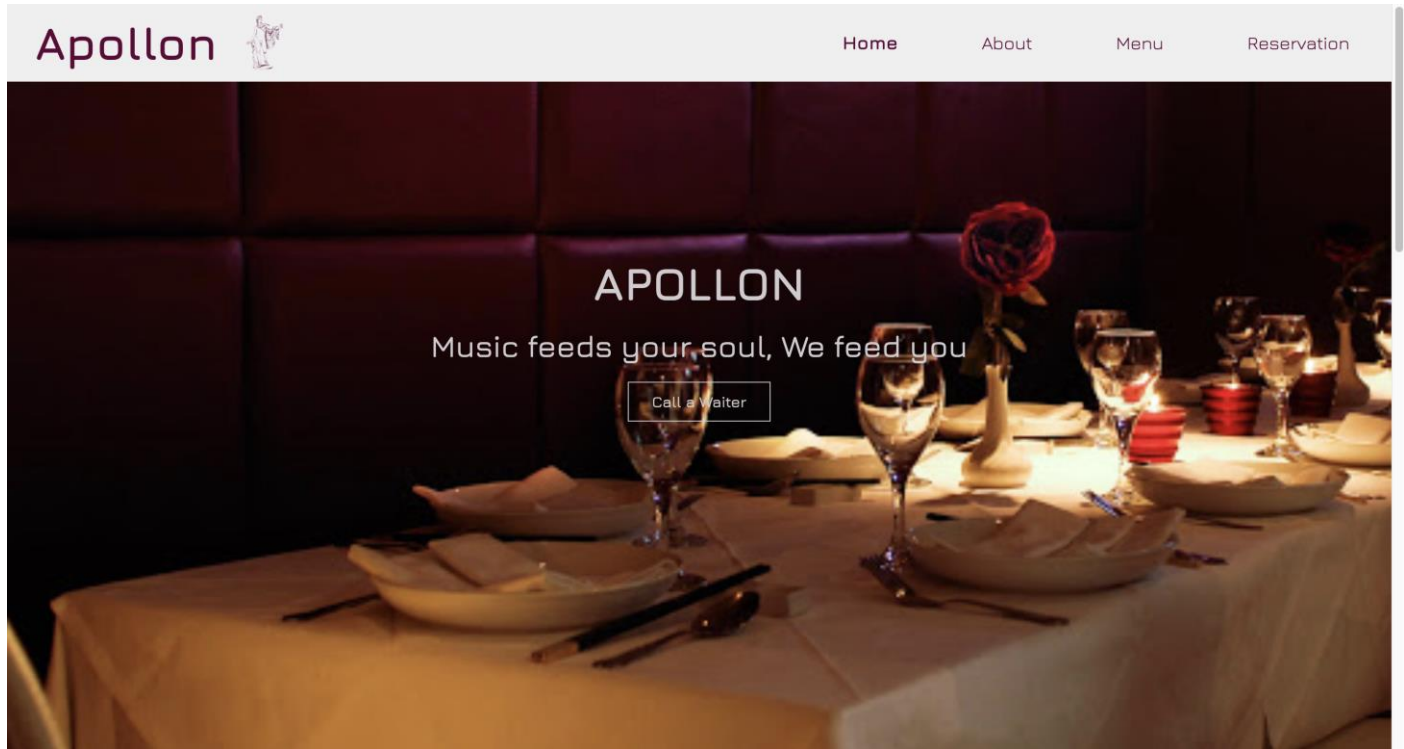 Apollon
Home About Menu Reservation
APOLLON
Music feeds your soul, We feed you
Call a Waiter